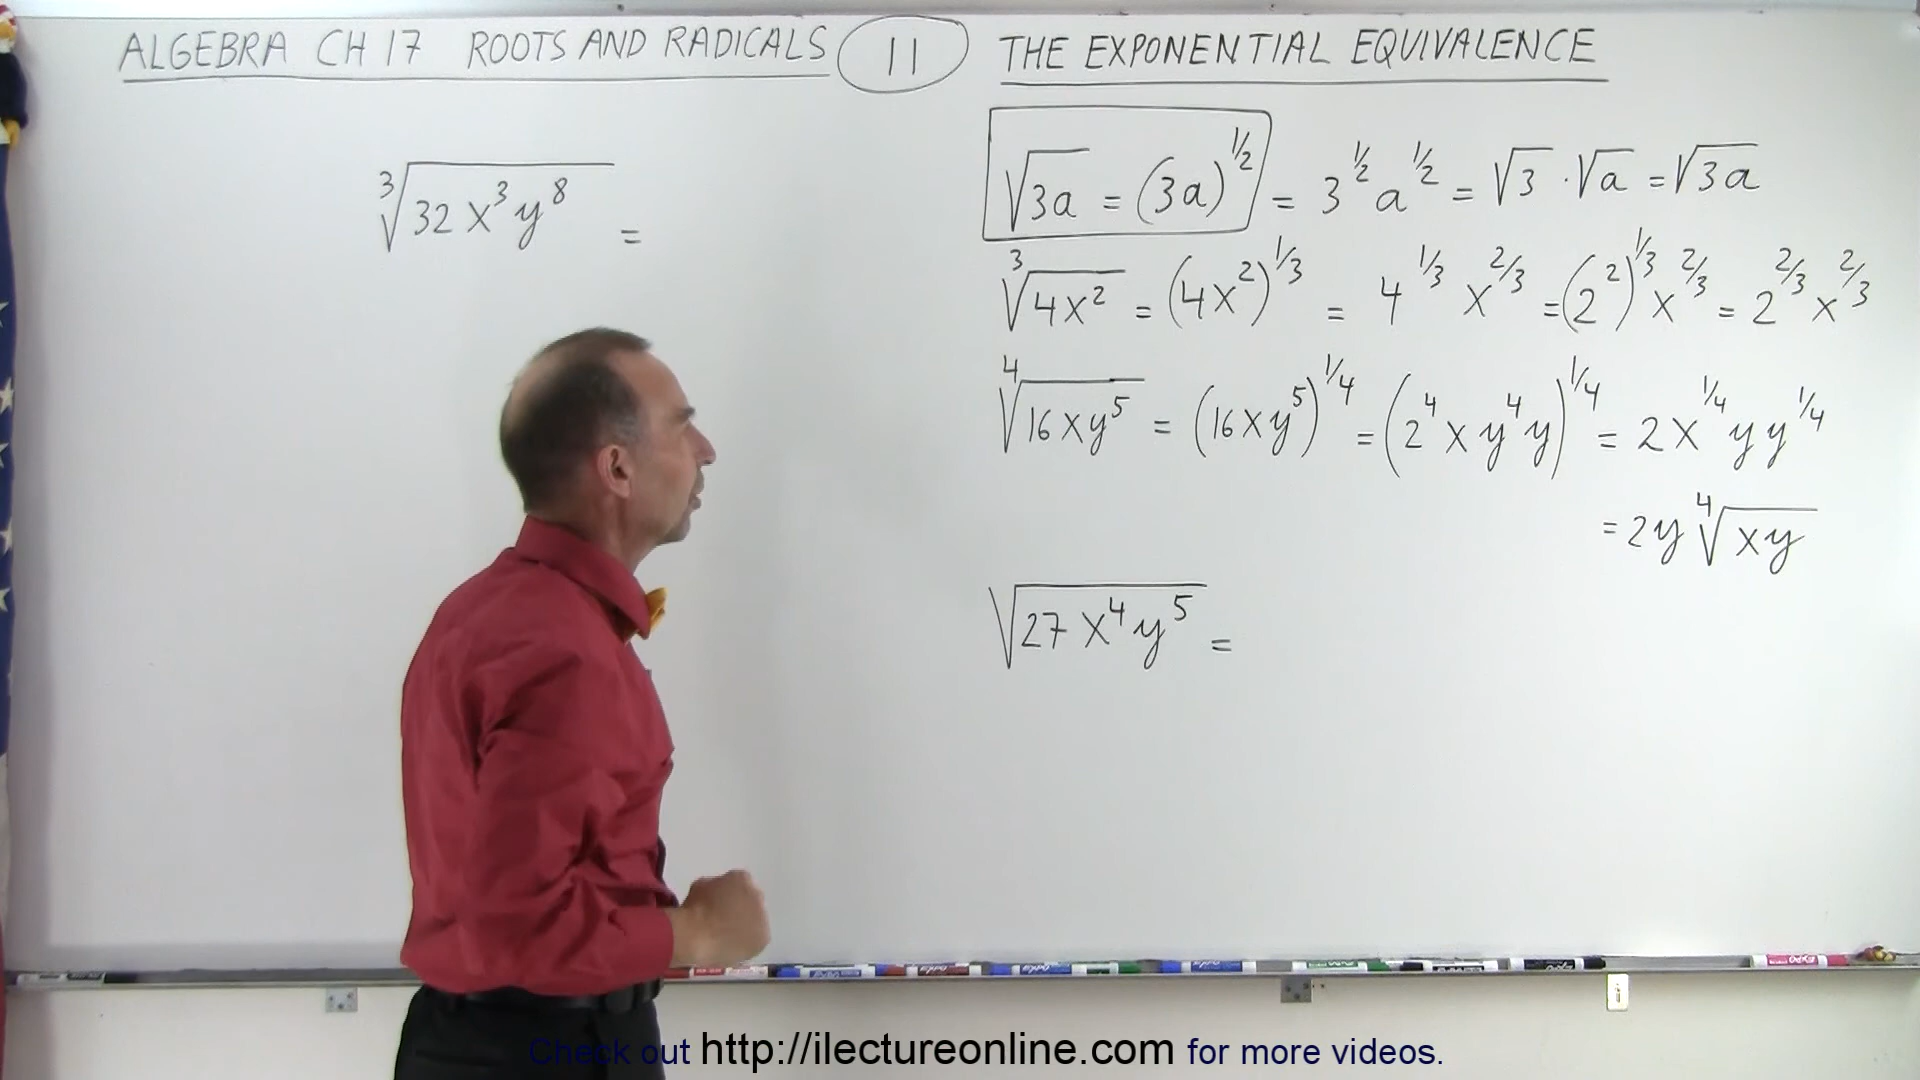 ALGEBRA CH 17 ROOTS AND RADICALS 11 THE EXPONENTIAL EQUIVALENCE
∛(32x³y⁸) =
√(3a) = (3a)^(1/2) = 3^(1/2) a^(1/2) = √3 · √a = √(3a)
∛(4x²) = (4x²)^(1/3) = 4^(1/3) x^(2/3) = (2²)^(1/3) x^(2/3) = 2^(2/3) x^(2/3)
∜(16xy⁵) = (16xy⁵)^(1/4) = (2⁴xy⁴y)^(1/4) = 2x^(1/4) y y^(1/4)
= 2y ∜(xy)
√(27x⁴y⁵) =
Check out http://ilectureonline.com for more videos.